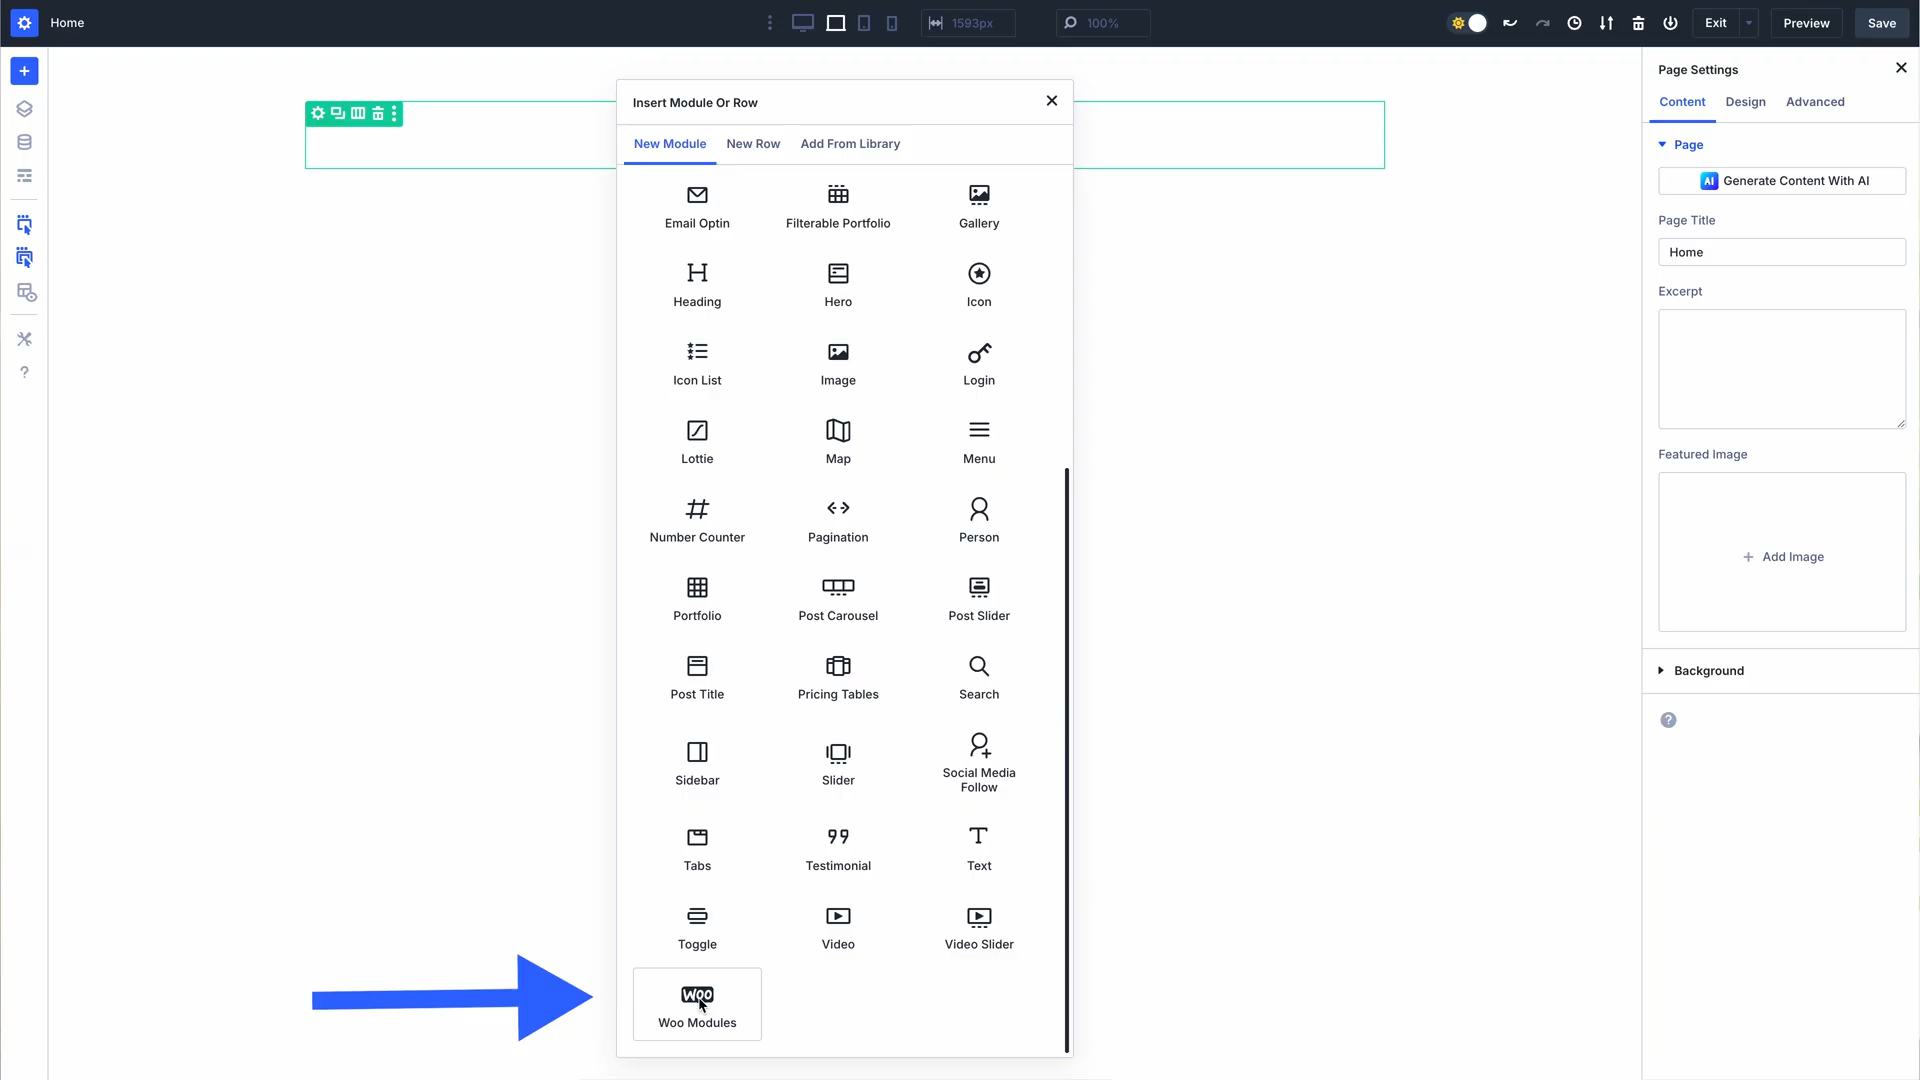 Home
1593px
100%
Exit
Preview
Save
Insert Module Or Row
New Module
New Row
Add From Library
Email Optin
Filterable Portfolio
Gallery
Heading
Hero
Icon
Icon List
Image
Login
Lottie
Map
Menu
Number Counter
Pagination
Person
Portfolio
Post Carousel
Post Slider
Post Title
Pricing Tables
Search
Sidebar
Slider
Social Media
Follow
Tabs
Testimonial
Text
Toggle
Video
Video Slider
Woo
Woo Modules
Page Settings
Content
Design
Advanced
Page
AI Generate Content With AI
Page Title
Home
Excerpt
Featured Image
+ Add Image
Background
?